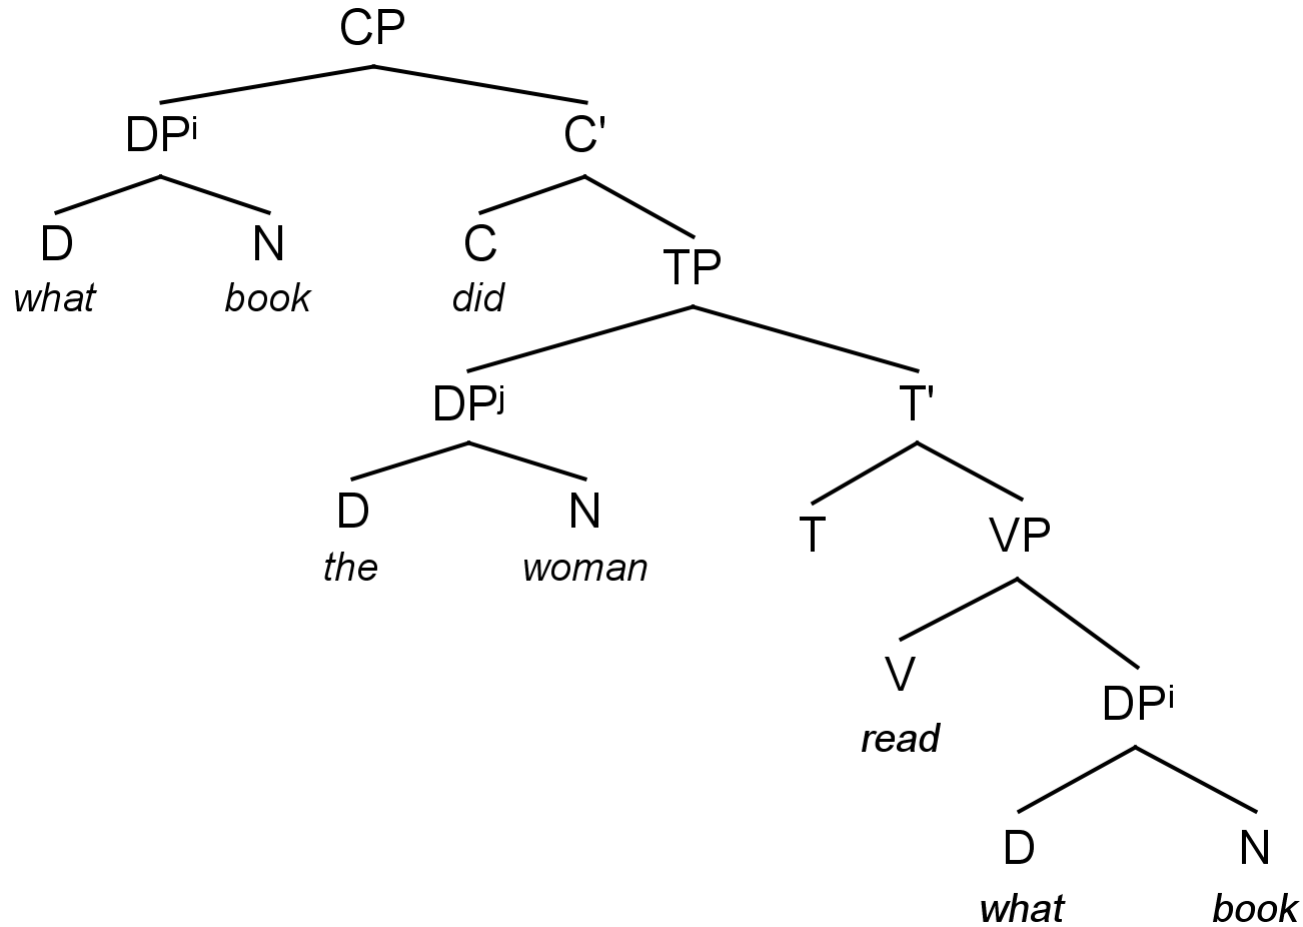 CP
DPⁱ C'
D N C TP
what book did
DPʲ T'
D N T VP
the woman
V DPⁱ
read
D N
what book